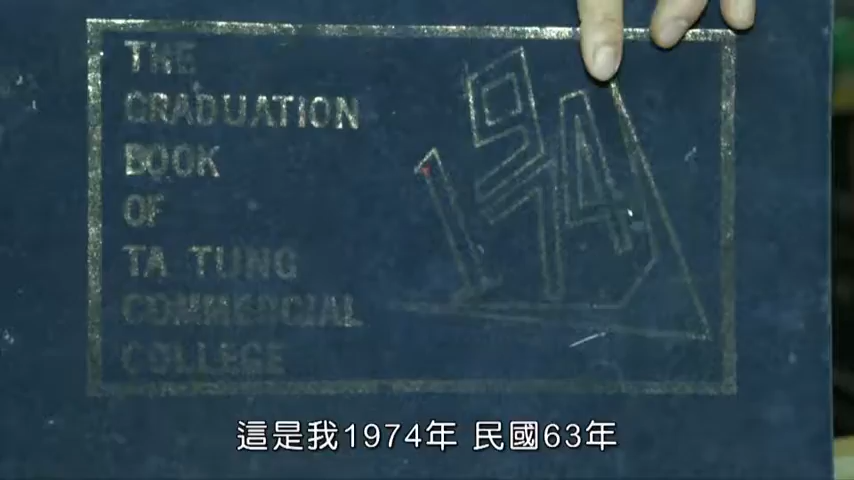 THE
GRADUATION
BOOK
OF
TA TUNG
COMMERCIAL
COLLEGE
1974
這是我1974年 民國63年